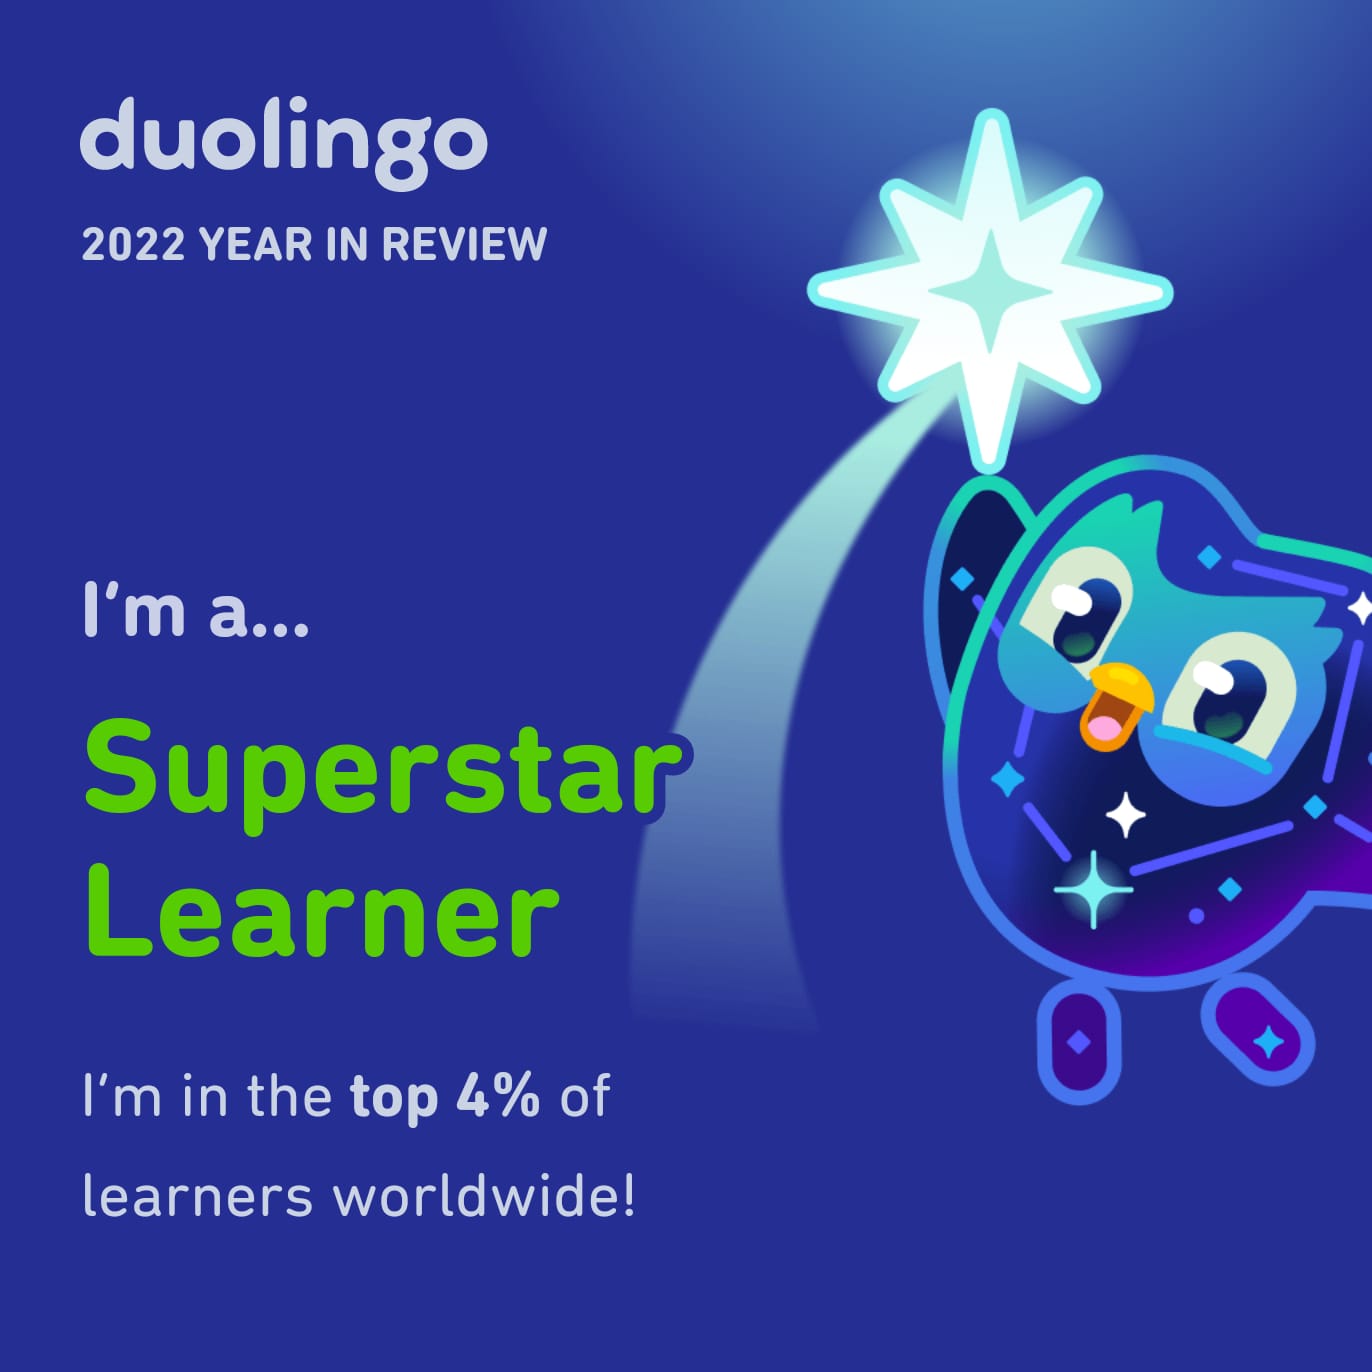 duolingo
2022 YEAR IN REVIEW
I'm a...
Superstar
Learner
I'm in the top 4% of
learners worldwide!